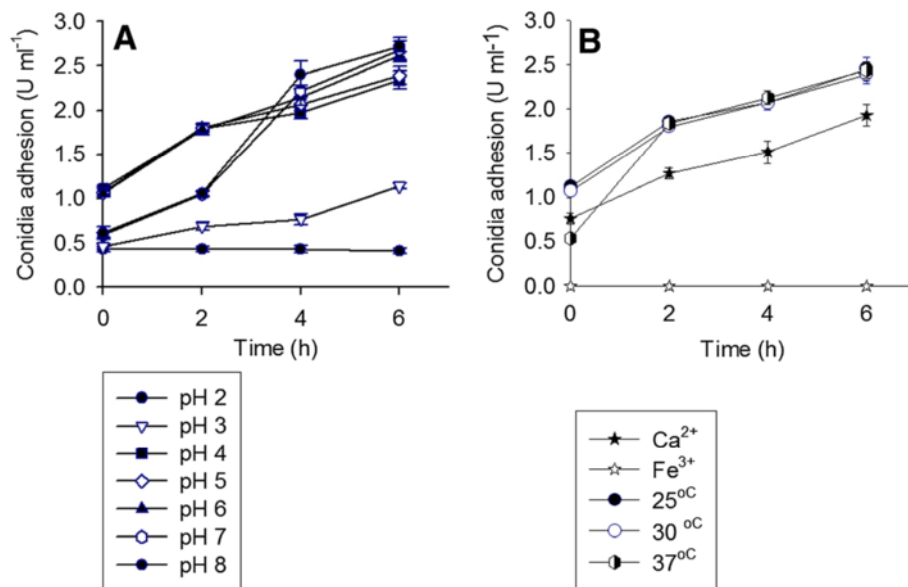 A
Conidia adhesion (U ml⁻¹)
3.0
2.5
2.0
1.5
1.0
0.5
0.0
0 2 4 6
Time (h)
pH 2
pH 3
pH 4
pH 5
pH 6
pH 7
pH 8
B
Conidia adhesion (U ml⁻¹)
3.0
2.5
2.0
1.5
1.0
0.5
0.0
0 2 4 6
Time (h)
Ca²⁺
Fe³⁺
25ᵒC
30 ᵒC
37ᵒC